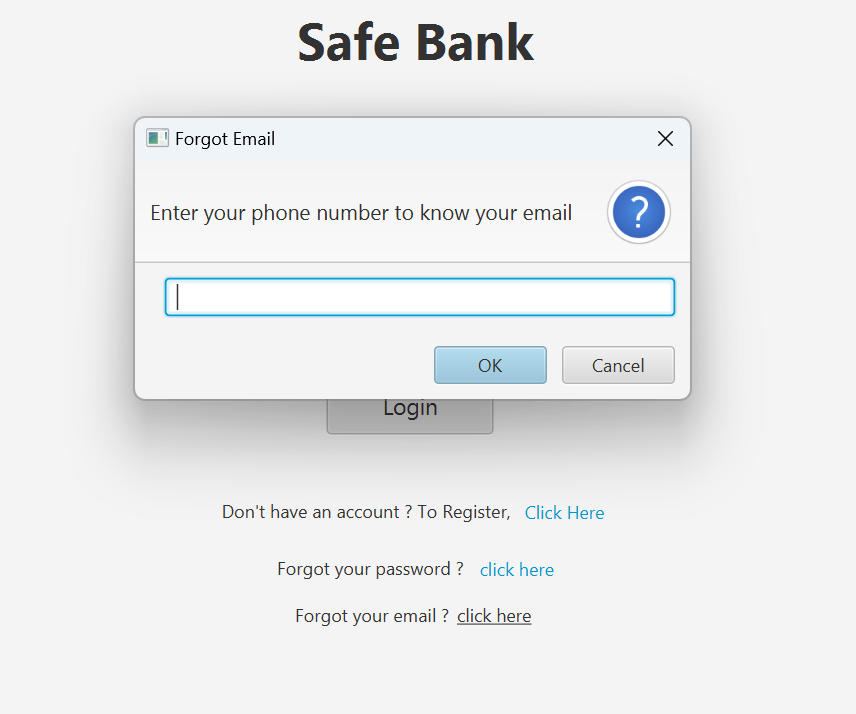 Safe Bank
Forgot Email
Enter your phone number to know your email
?
OK Cancel
Login
Don't have an account ? To Register, Click Here
Forgot your password ? click here
Forgot your email ? click here